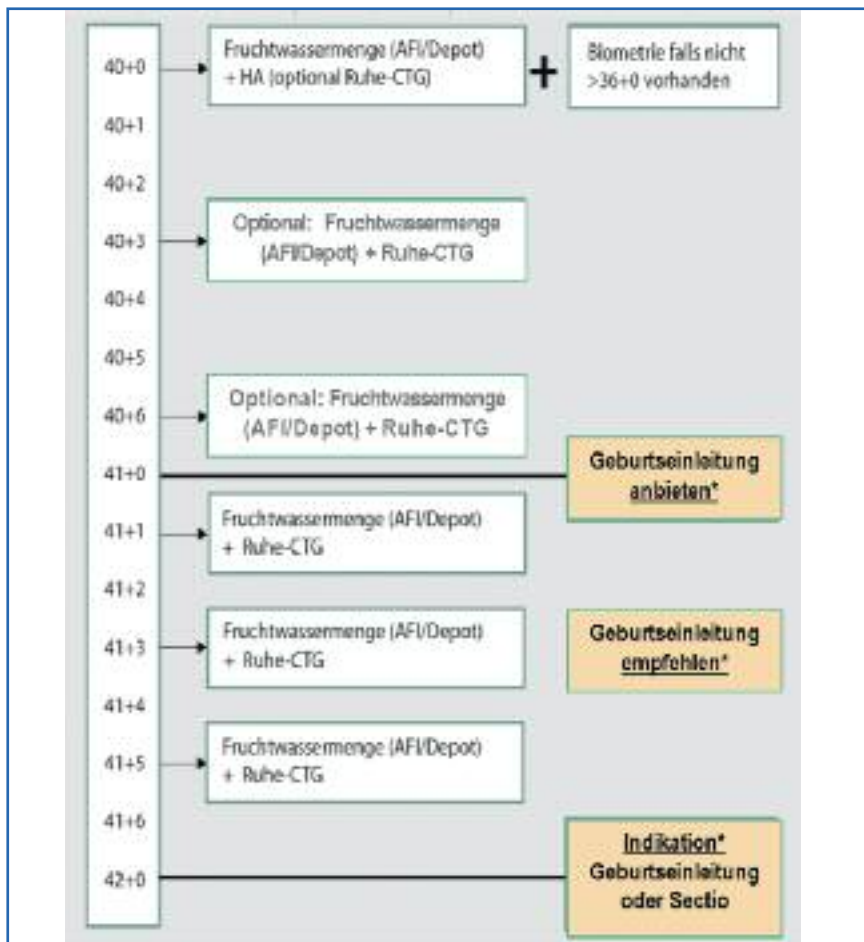 40+0
Fruchtwassermenge (AFI/Depot)
+ HA (optional Ruhe-CTG)
+
Biometrie falls nicht
>36+0 vorhanden
40+1
40+2
40+3
Optional: Fruchtwassermenge
(AFI/Depot) + Ruhe-CTG
40+4
40+5
40+6
Optional: Fruchtwassermenge
(AFI/Depot) + Ruhe-CTG
41+0
Geburtseinleitung
anbieten*
41+1
Fruchtwassermenge (AFI/Depot)
+ Ruhe-CTG
41+2
41+3
Fruchtwassermenge (AFI/Depot)
+ Ruhe-CTG
Geburtseinleitung
empfehlen*
41+4
41+5
Fruchtwassermenge (AFI/Depot)
+ Ruhe-CTG
41+6
42+0
Indikation*
Geburtseinleitung
oder Sectio